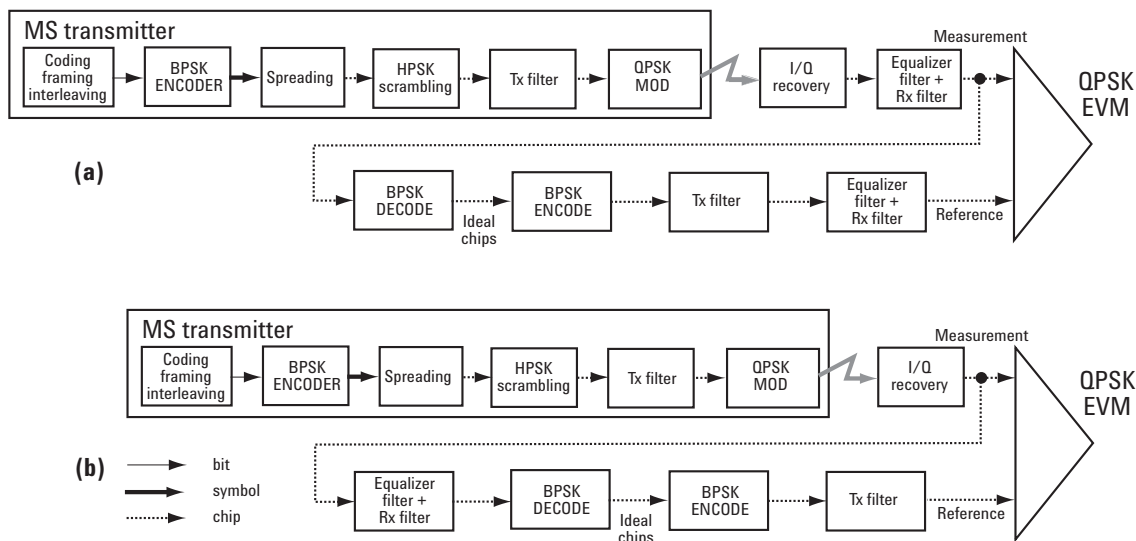 MS transmitter
Coding
framing
interleaving
BPSK
ENCODER
Spreading
HPSK
scrambling
Tx filter
QPSK
MOD
I/Q
recovery
Equalizer
filter +
Rx filter
Measurement
QPSK
EVM
(a)
BPSK
DECODE
Ideal
chips
BPSK
ENCODE
Tx filter
Equalizer
filter +
Rx filter
Reference
MS transmitter
Coding
framing
interleaving
BPSK
ENCODER
Spreading
HPSK
scrambling
Tx filter
QPSK
MOD
I/Q
recovery
Measurement
QPSK
EVM
(b)
bit
symbol
chip
Equalizer
filter +
Rx filter
BPSK
DECODE
Ideal
chips
BPSK
ENCODE
Tx filter
Reference